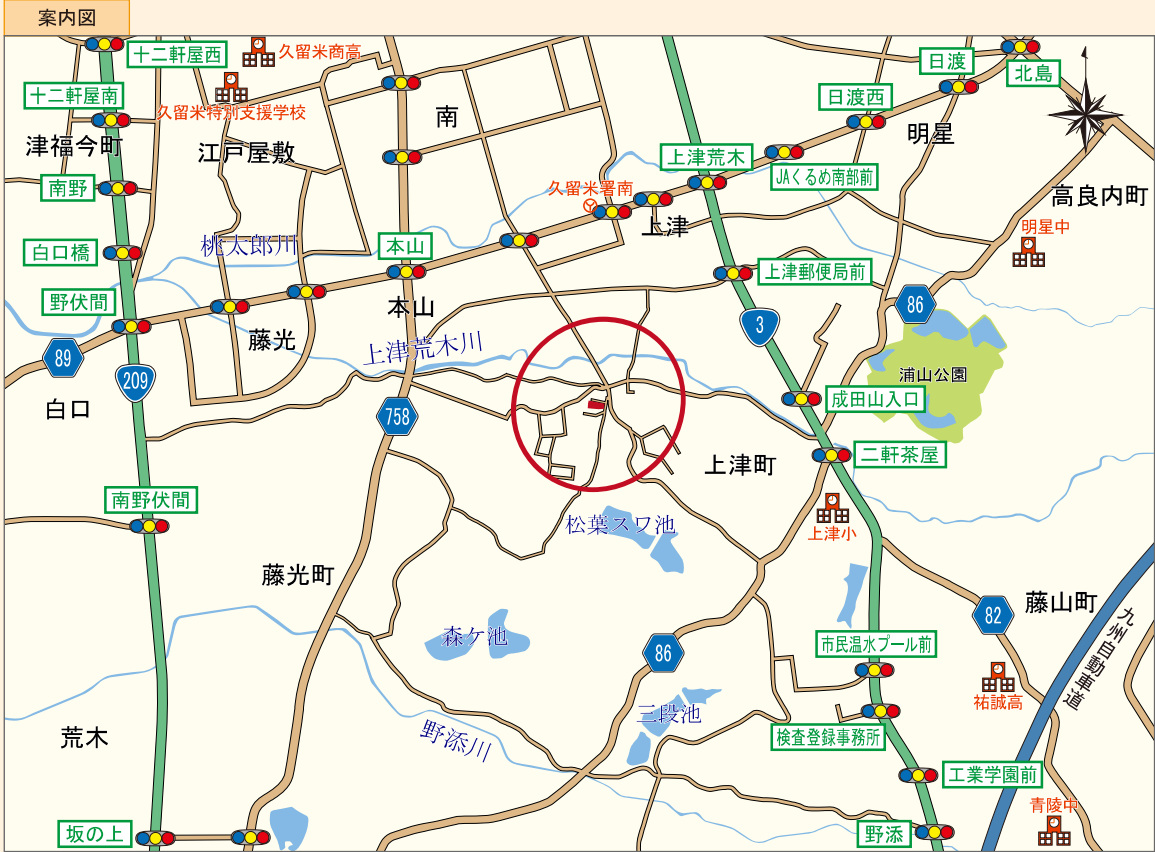 案内図
十二軒屋西
久留米商高
日渡
北島
十二軒屋南
久留米特別支援学校
南
日渡西
明星
津福今町
江戸屋敷
上津荒木
JAくるめ南部前
南野
久留米署南
高良内町
上津
明星中
白口橋
桃太郎川
本山
上津郵便局前
野伏間
本山
86
3
藤光
上津荒木川
89
209
浦山公園
白口
758
成田山入口
上津町
二軒茶屋
南野伏間
松葉スワ池
上津小
藤光町
藤山町
82
九州自動車道
森ケ池
86
市民温水プール前
祐誠高
三段池
荒木
野添川
検査登録事務所
工業学園前
青陵中
坂の上
野添